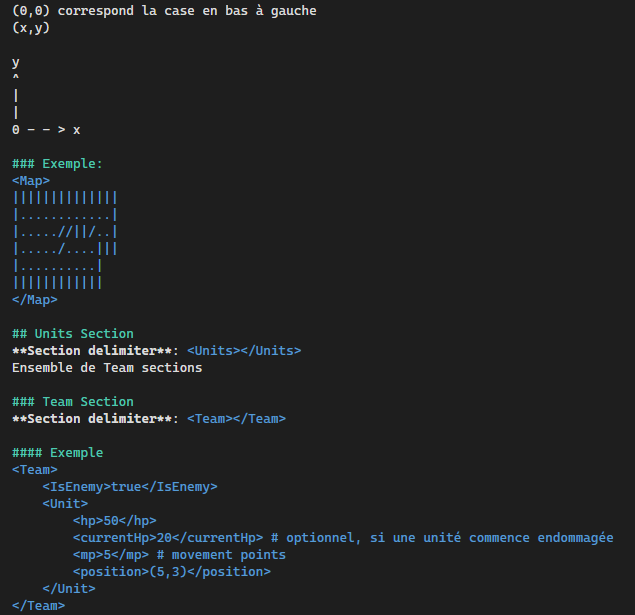 (0,0) correspond la case en bas à gauche
(x,y)
y
^
|
|
0 - - > x
### Exemple:
<Map>
||||||||||||||
|............|
|.....//||/..|
|...../....|||
|..........|
||||||||||||
</Map>
## Units Section
**Section delimiter**: <Units></Units>
Ensemble de Team sections
### Team Section
**Section delimiter**: <Team></Team>
#### Exemple
<Team>
    <IsEnemy>true</IsEnemy>
    <Unit>
        <hp>50</hp>
        <currentHp>20</currentHp> # optionnel, si une unité commence endommagée
        <mp>5</mp> # movement points
        <position>(5,3)</position>
    </Unit>
</Team>